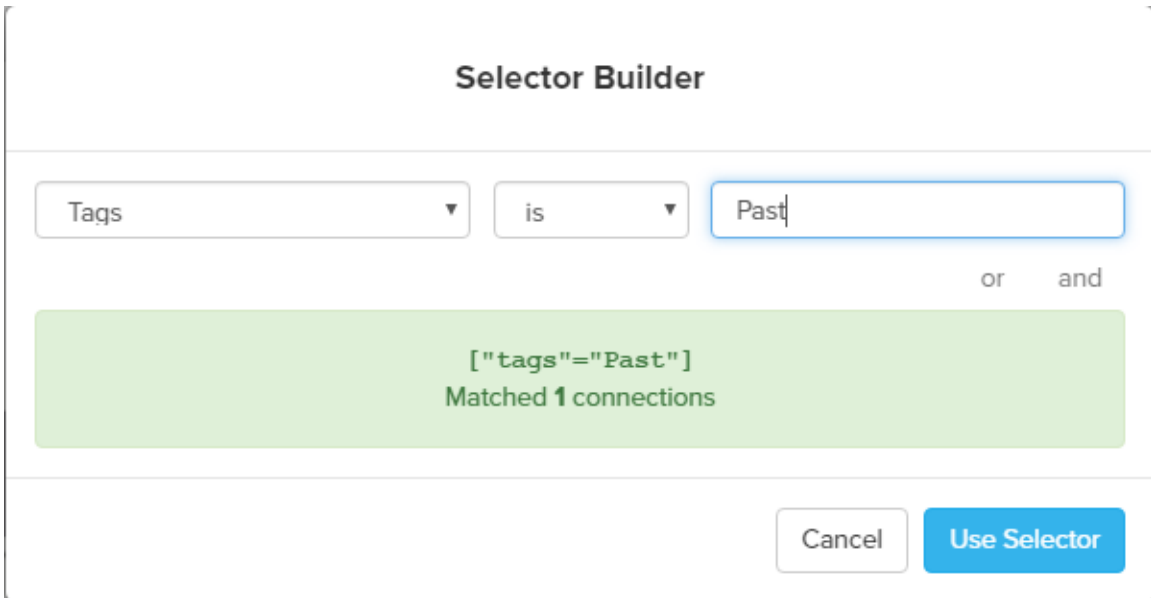 Selector Builder
Tags is Past
or and
["tags"="Past"]
Matched 1 connections
Cancel Use Selector